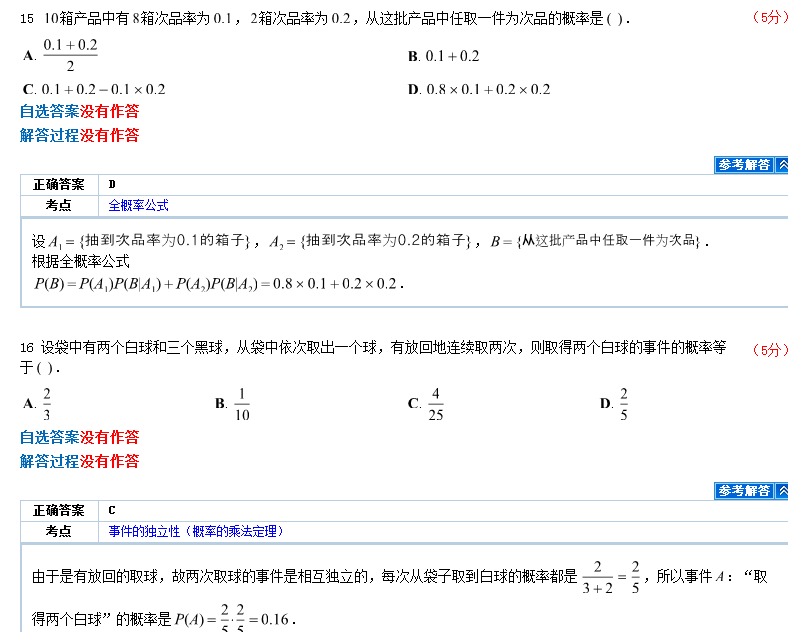 15 10箱产品中有8箱次品率为0.1，2箱次品率为0.2，从这批产品中任取一件为次品的概率是( )． （5分）
A. (0.1+0.2)/2 B. 0.1+0.2
C. 0.1+0.2−0.1×0.2 D. 0.8×0.1+0.2×0.2
自选答案没有作答
解答过程没有作答
参考解答
正确答案 D
考点 全概率公式
设A₁={抽到次品率为0.1的箱子}，A₂={抽到次品率为0.2的箱子}，B={从这批产品中任取一件为次品}．
根据全概率公式
P(B)=P(A₁)P(B|A₁)+P(A₂)P(B|A₂)=0.8×0.1+0.2×0.2．
16 设袋中有两个白球和三个黑球，从袋中依次取出一个球，有放回地连续取两次，则取得两个白球的事件的概率等 （5分）
于( )．
A. 2/3 B. 1/10 C. 4/25 D. 2/5
自选答案没有作答
解答过程没有作答
参考解答
正确答案 C
考点 事件的独立性（概率的乘法定理）
由于是有放回的取球，故两次取球的事件是相互独立的，每次从袋子取到白球的概率都是 2/(3+2)=2/5，所以事件A：“取
得两个白球”的概率是P(A)=2/5·2/5=0.16．